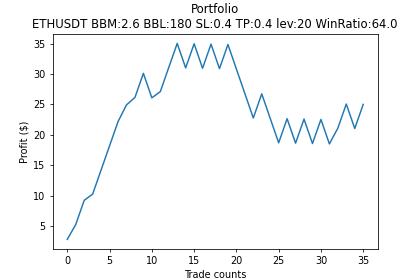 Portfolio
ETHUSDT BBM:2.6 BBL:180 SL:0.4 TP:0.4 lev:20 WinRatio:64.0
35
30
25
20
15
10
5
Profit ($)
0 5 10 15 20 25 30 35
Trade counts